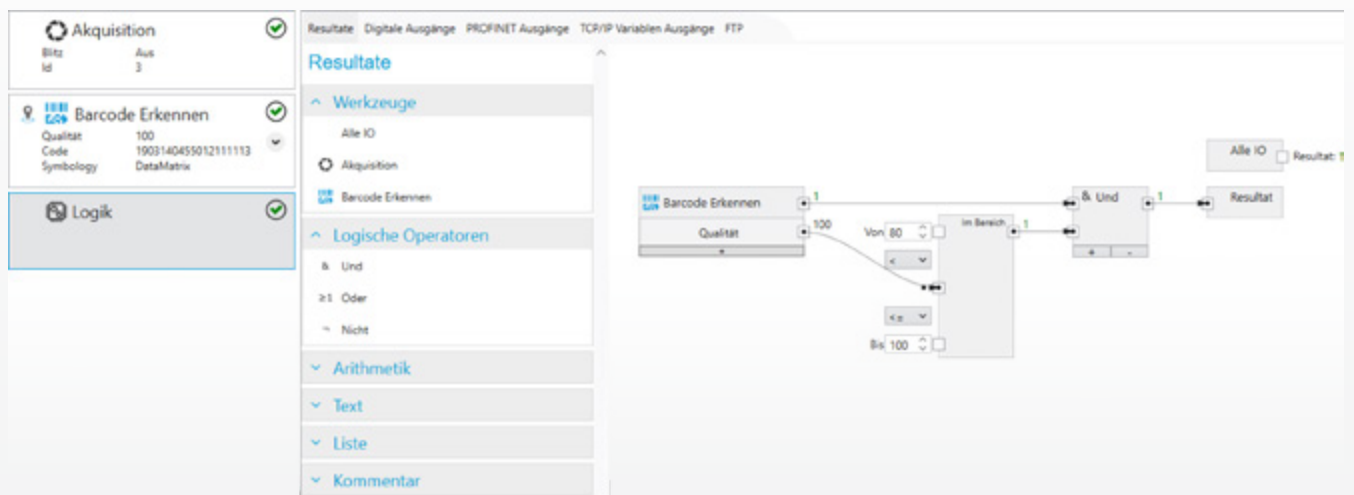 Akquisition
Blitz Aus
Id 3
Barcode Erkennen
Qualität 100
Code 1903140455012111113
Symbology DataMatrix
Logik
Resultate Digitale Ausgänge PROFINET Ausgänge TCP/IP Variablen Ausgänge FTP
Resultate
Werkzeuge
Alle IO
Akquisition
Barcode Erkennen
Logische Operatoren
& Und
≥1 Oder
¬ Nicht
Arithmetik
Text
Liste
Kommentar
Barcode Erkennen 1
Qualität 100
+
Von 80
<
<=
Bis 100
Im Bereich 1
& Und 1
+ -
Alle IO Resultat: 1
Resultat